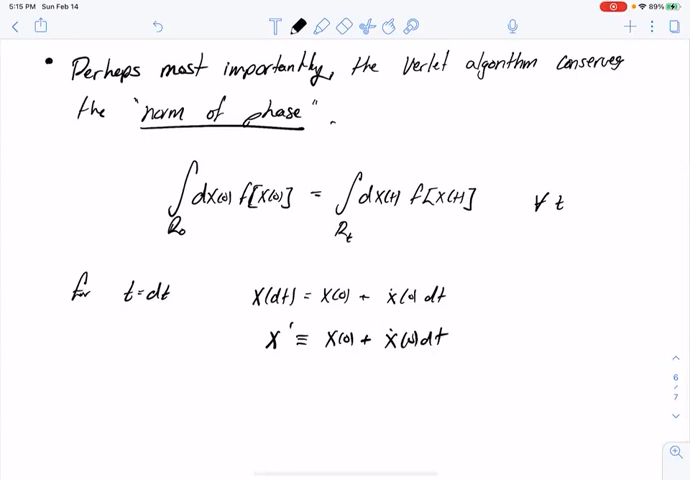 5:15 PM Sun Feb 14
89%
• Perhaps most importantly, the Verlet algorithm conserves
the "norm of phase".
∫_{R₀} dX(0) f[X(0)] = ∫_{R_t} dX(t) f[X(t)] ∀ t
for t=dt X(dt) = X(0) + Ẋ(0) dt
X' ≡ X(0) + Ẋ(0)dt
6
/
7